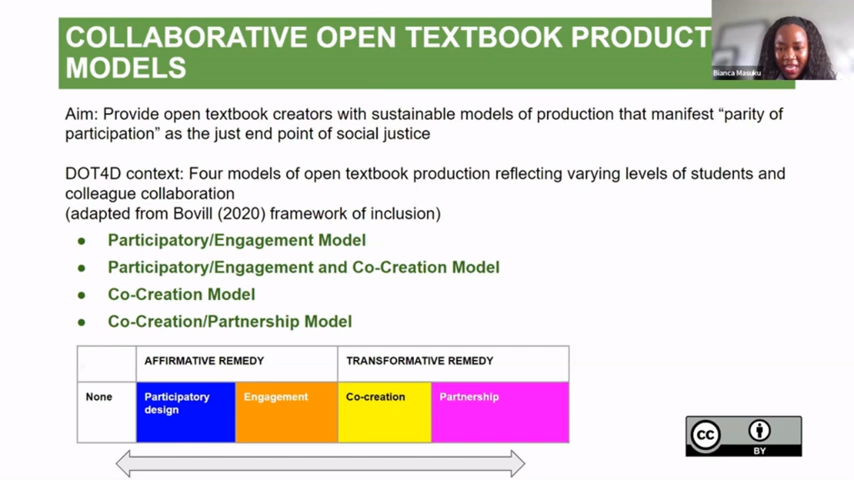 COLLABORATIVE OPEN TEXTBOOK PRODUCT
MODELS
Bianca Masuku
Aim: Provide open textbook creators with sustainable models of production that manifest “parity of
participation” as the just end point of social justice
DOT4D context: Four models of open textbook production reflecting varying levels of students and
colleague collaboration
(adapted from Bovill (2020) framework of inclusion)
● Participatory/Engagement Model
● Participatory/Engagement and Co-Creation Model
● Co-Creation Model
● Co-Creation/Partnership Model
AFFIRMATIVE REMEDY TRANSFORMATIVE REMEDY
None Participatory design Engagement Co-creation Partnership
CC BY